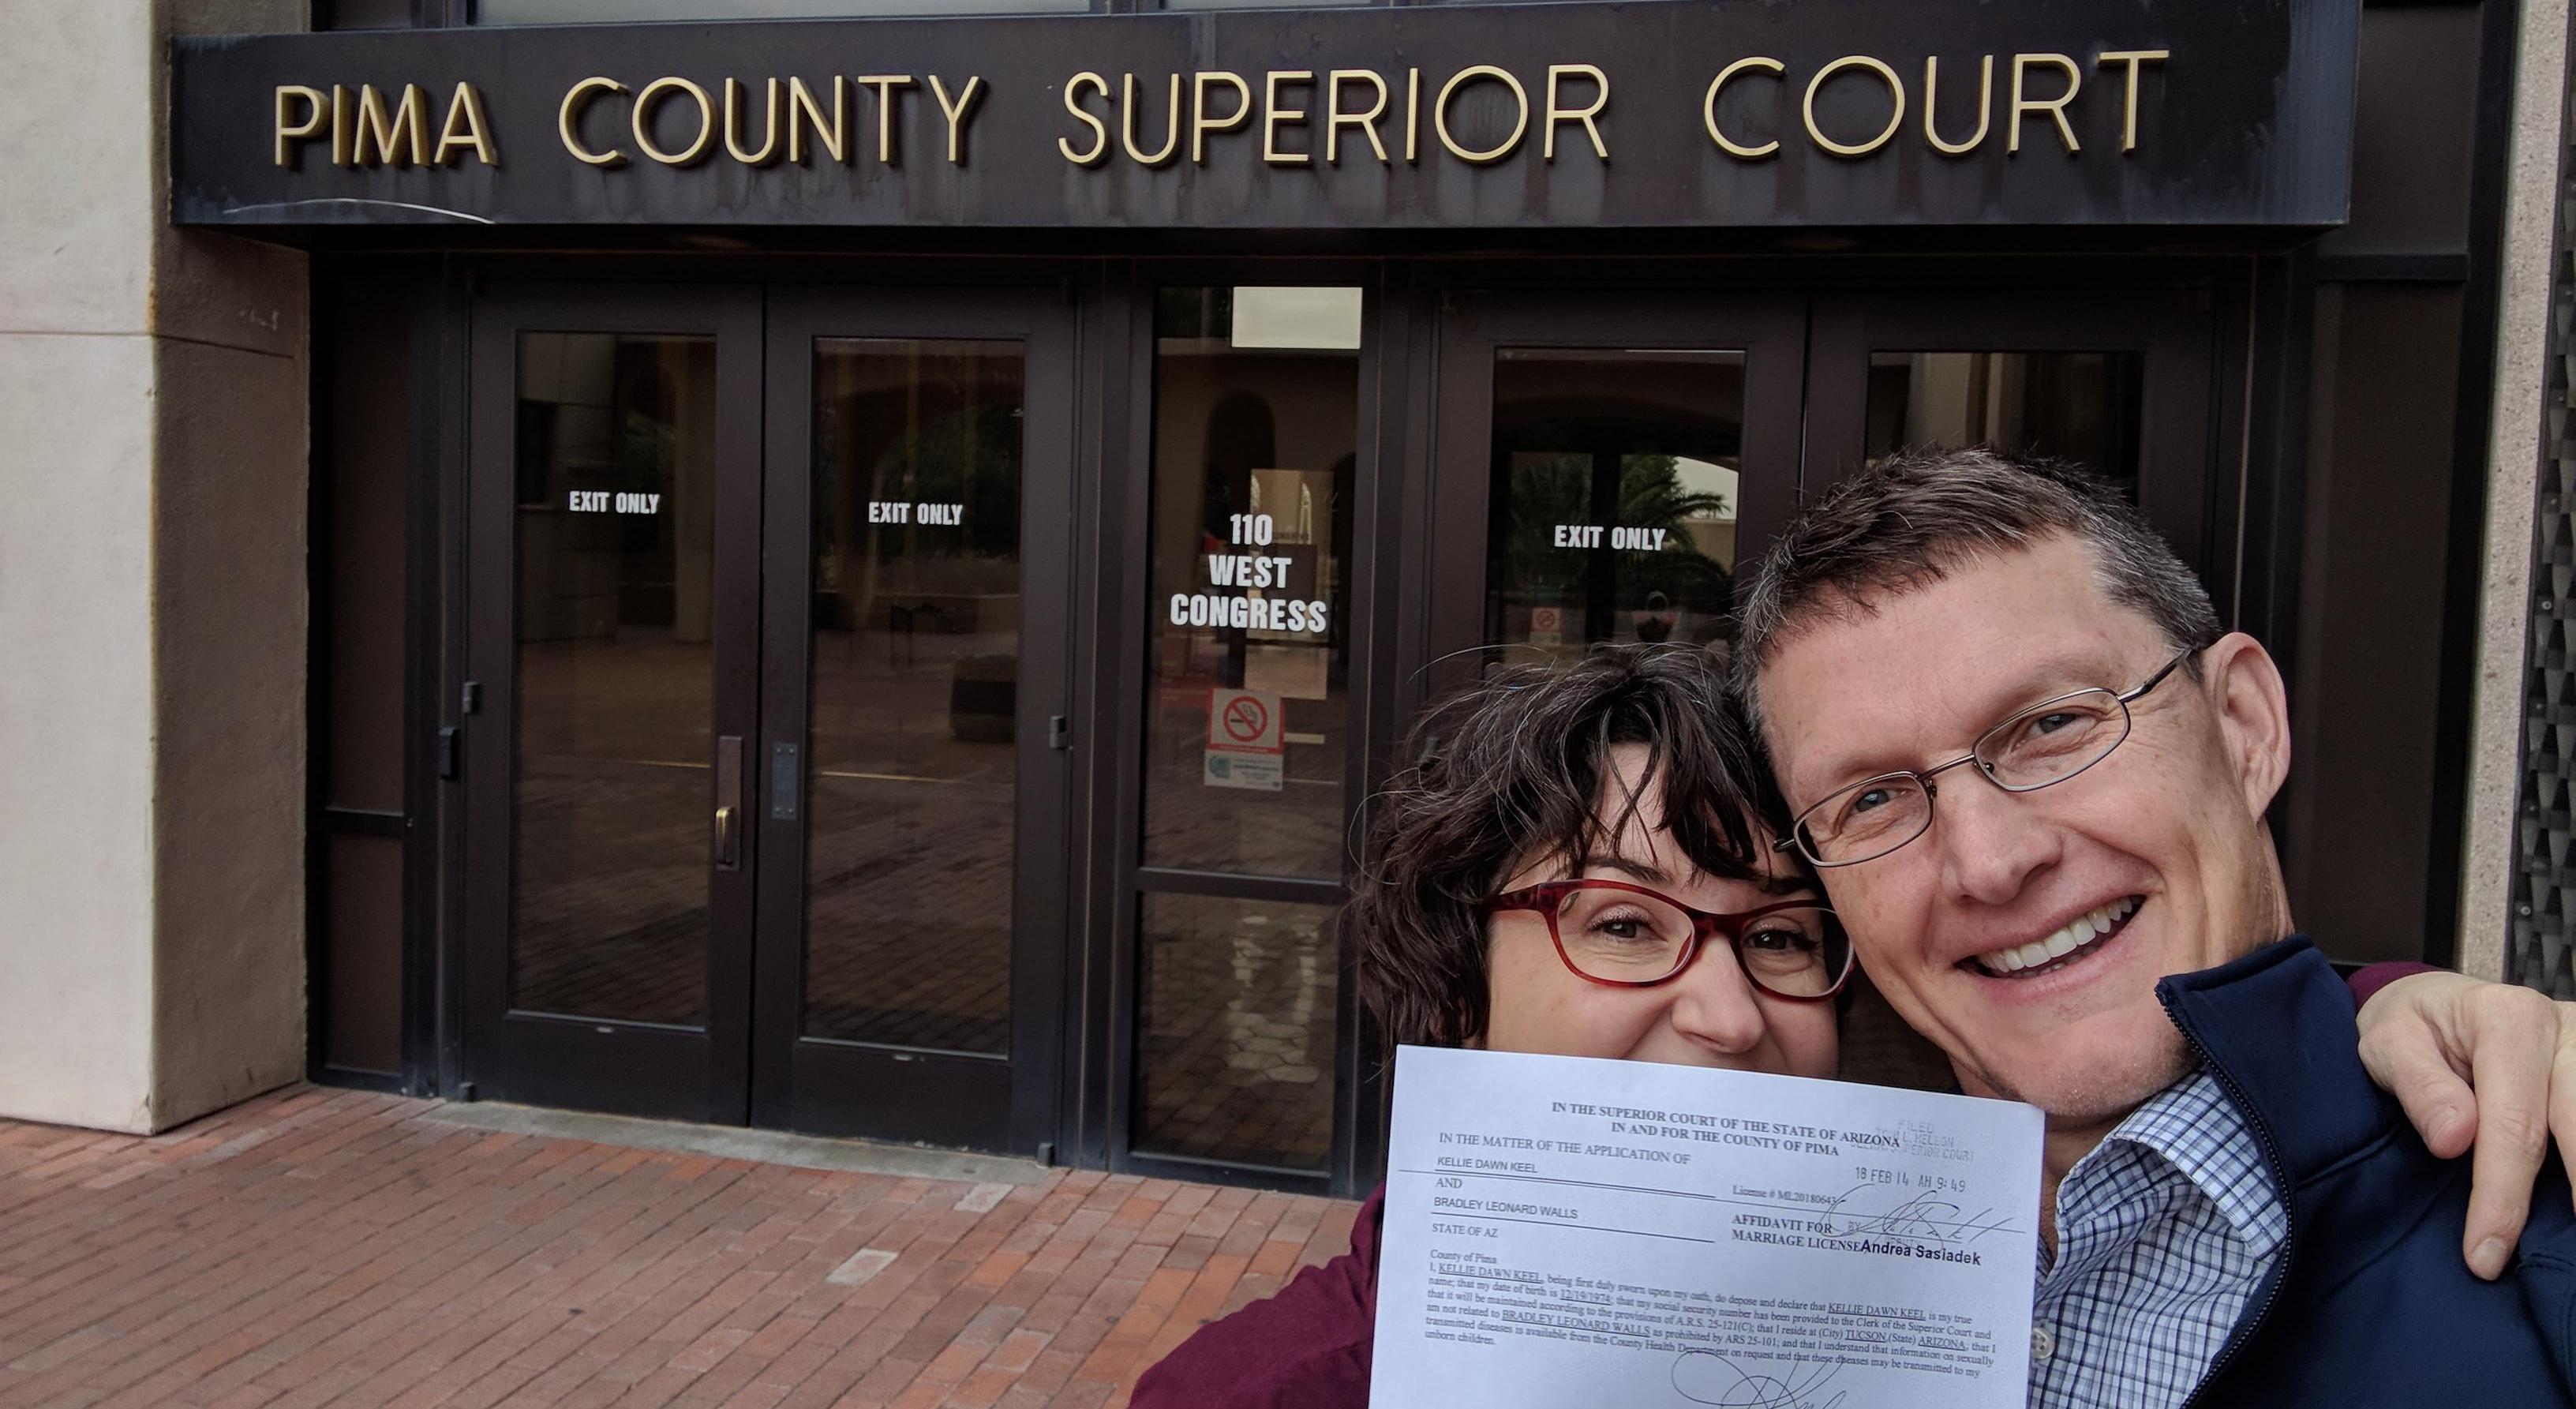 PIMA COUNTY SUPERIOR COURT
EXIT ONLY
EXIT ONLY
110
WEST
CONGRESS
EXIT ONLY
IN THE SUPERIOR COURT OF THE STATE OF ARIZONA
IN AND FOR THE COUNTY OF PIMA
FILED
18 FEB 14 AM 9:49
IN THE MATTER OF THE APPLICATION OF
KELLIE DAWN KEEL
AND
BRADLEY LEONARD WALLS
STATE OF AZ
License # ML20180643
AFFIDAVIT FOR
MARRIAGE LICENSE
BY
Andrea Sasiadek
County of Pima
I, KELLIE DAWN KEEL, being first duly sworn upon my oath, do depose and declare that KELLIE DAWN KEEL is my true
name; that my date of birth is 12/19/1974; that my social security number has been provided to the Clerk of the Superior Court and
that it will be maintained according to the provisions of A.R.S. 25-121(C); that I reside at (City) TUCSON (State) ARIZONA; that I
am not related to BRADLEY LEONARD WALLS as prohibited by ARS 25-101; and that I understand that information on sexually
transmitted diseases is available from the County Health Department on request and that these diseases may be transmitted to my
unborn children.